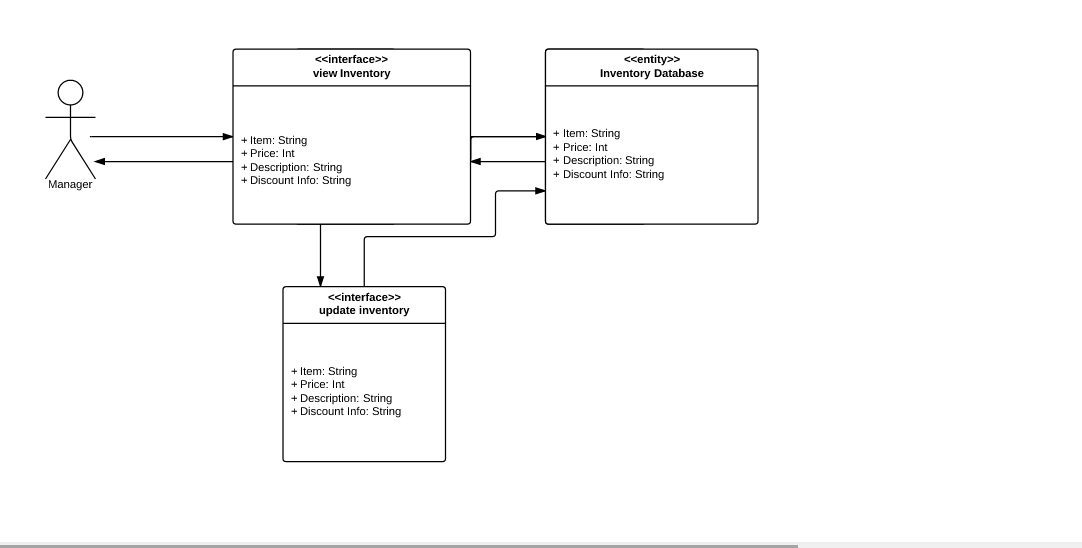 <<interface>>
view Inventory
+ Item: String
+ Price: Int
+ Description: String
+ Discount Info: String
<<entity>>
Inventory Database
+ Item: String
+ Price: Int
+ Description: String
+ Discount Info: String
Manager
<<interface>>
update inventory
+ Item: String
+ Price: Int
+ Description: String
+ Discount Info: String